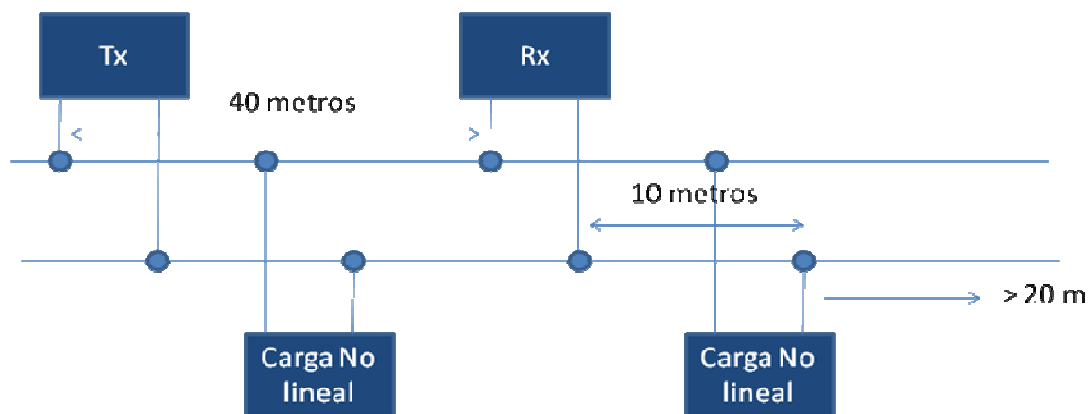 Tx
Rx
40 metros
10 metros
> 20 m
Carga No
lineal
Carga No
lineal